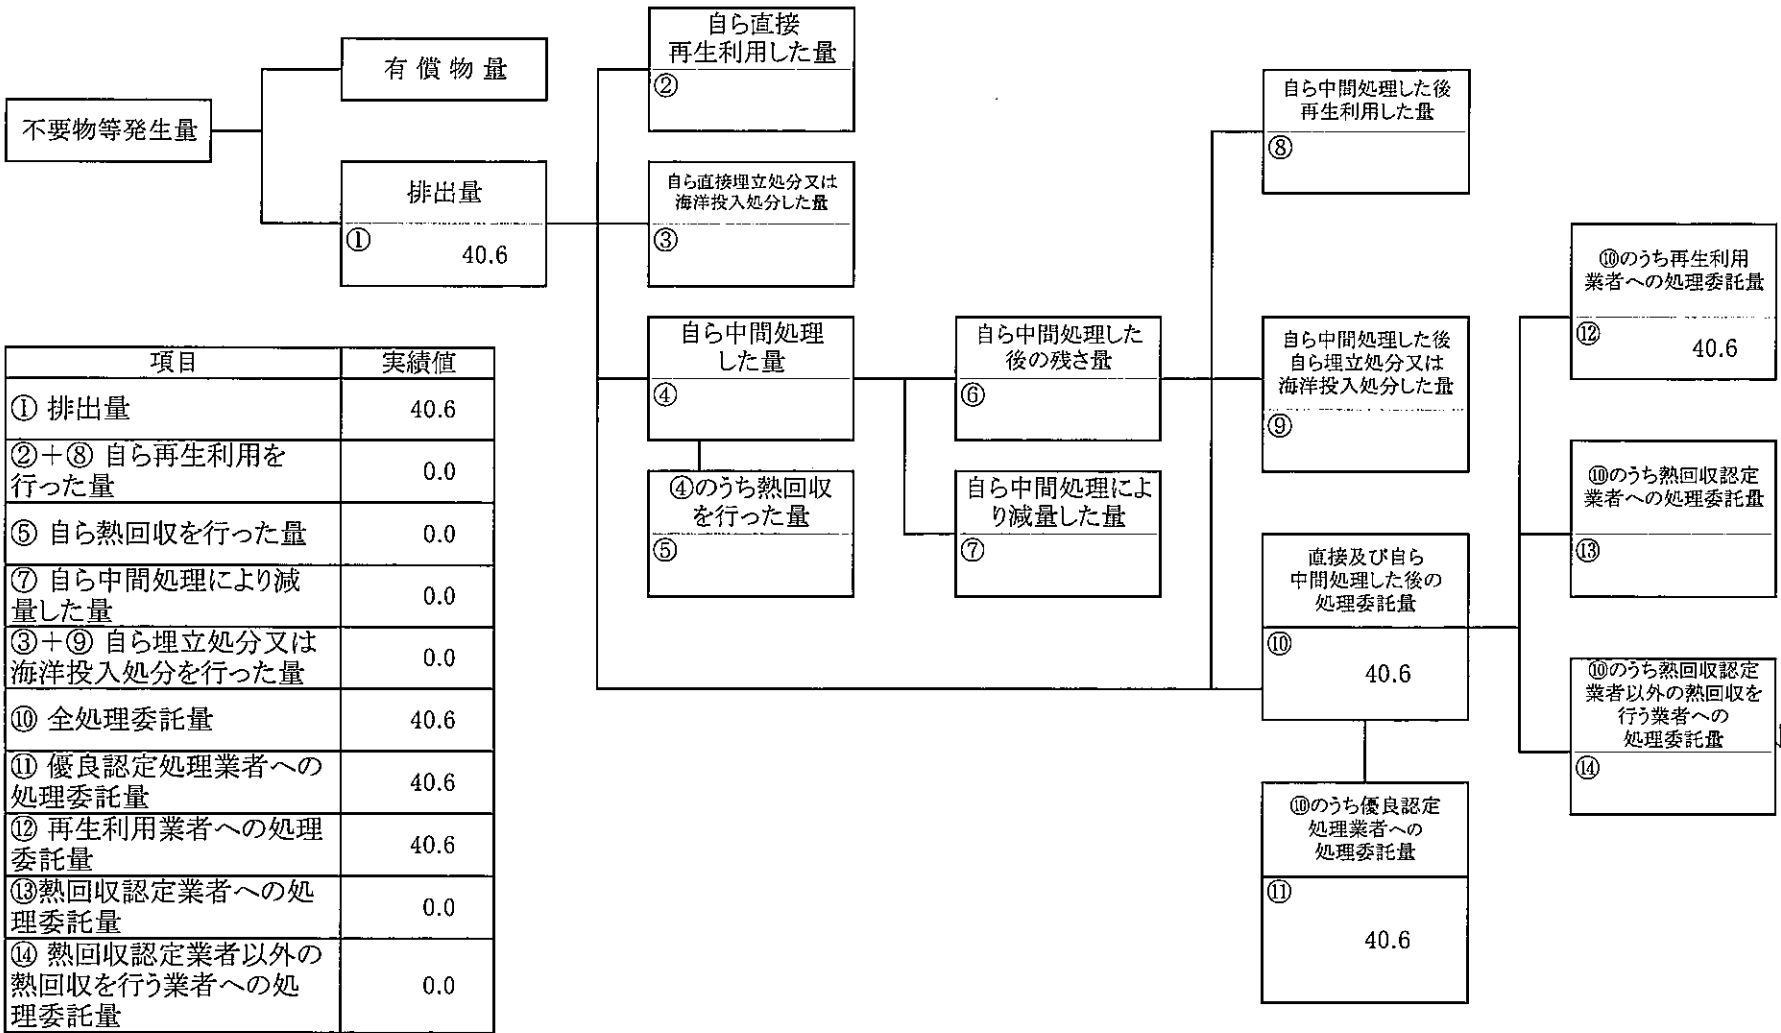 不要物等発生量
有償物量
排出量
①
40.6
自ら直接
再生利用した量
②
自ら直接埋立処分又は
海洋投入処分した量
③
自ら中間処理
した量
④
④のうち熱回収
を行った量
⑤
自ら中間処理した
後の残さ量
⑥
自ら中間処理によ
り減量した量
⑦
自ら中間処理した後
再生利用した量
⑧
自ら中間処理した後
自ら埋立処分又は
海洋投入処分した量
⑨
直接及び自ら
中間処理した後の
処理委託量
⑩
40.6
⑩のうち優良認定
処理業者への
処理委託量
⑪
40.6
⑩のうち再生利用
業者への処理委託量
⑫
40.6
⑩のうち熱回収認定
業者への処理委託量
⑬
⑩のうち熱回収認定
業者以外の熱回収を
行う業者への
処理委託量
⑭
項目 実績値
① 排出量 40.6
②+⑧ 自ら再生利用を
行った量 0.0
⑤ 自ら熱回収を行った量 0.0
⑦ 自ら中間処理により減
量した量 0.0
③+⑨ 自ら埋立処分又は
海洋投入処分を行った量 0.0
⑩ 全処理委託量 40.6
⑪ 優良認定処理業者への
処理委託量 40.6
⑫ 再生利用業者への処理
委託量 40.6
⑬熱回収認定業者への処
理委託量 0.0
⑭ 熱回収認定業者以外の
熱回収を行う業者への処
理委託量 0.0